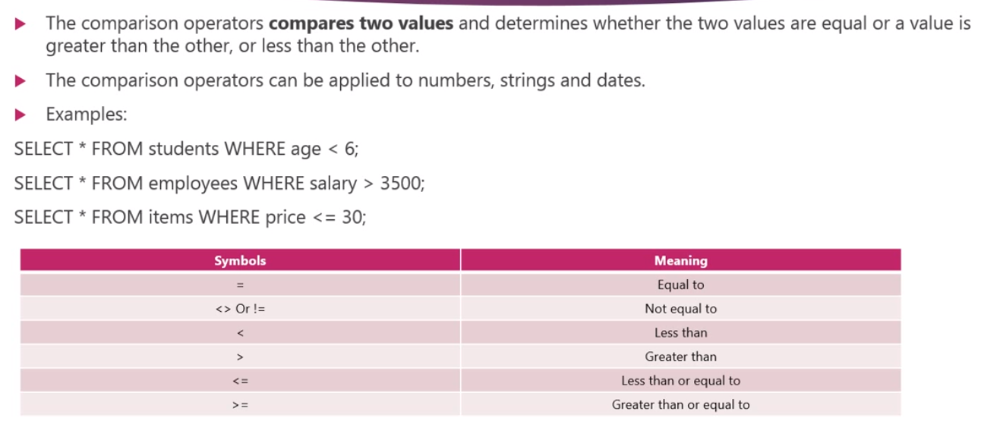 The comparison operators compares two values and determines whether the two values are equal or a value is
greater than the other, or less than the other.
The comparison operators can be applied to numbers, strings and dates.
Examples:
SELECT * FROM students WHERE age < 6;
SELECT * FROM employees WHERE salary > 3500;
SELECT * FROM items WHERE price <= 30;
Symbols Meaning
= Equal to
<> Or != Not equal to
< Less than
> Greater than
<= Less than or equal to
>= Greater than or equal to